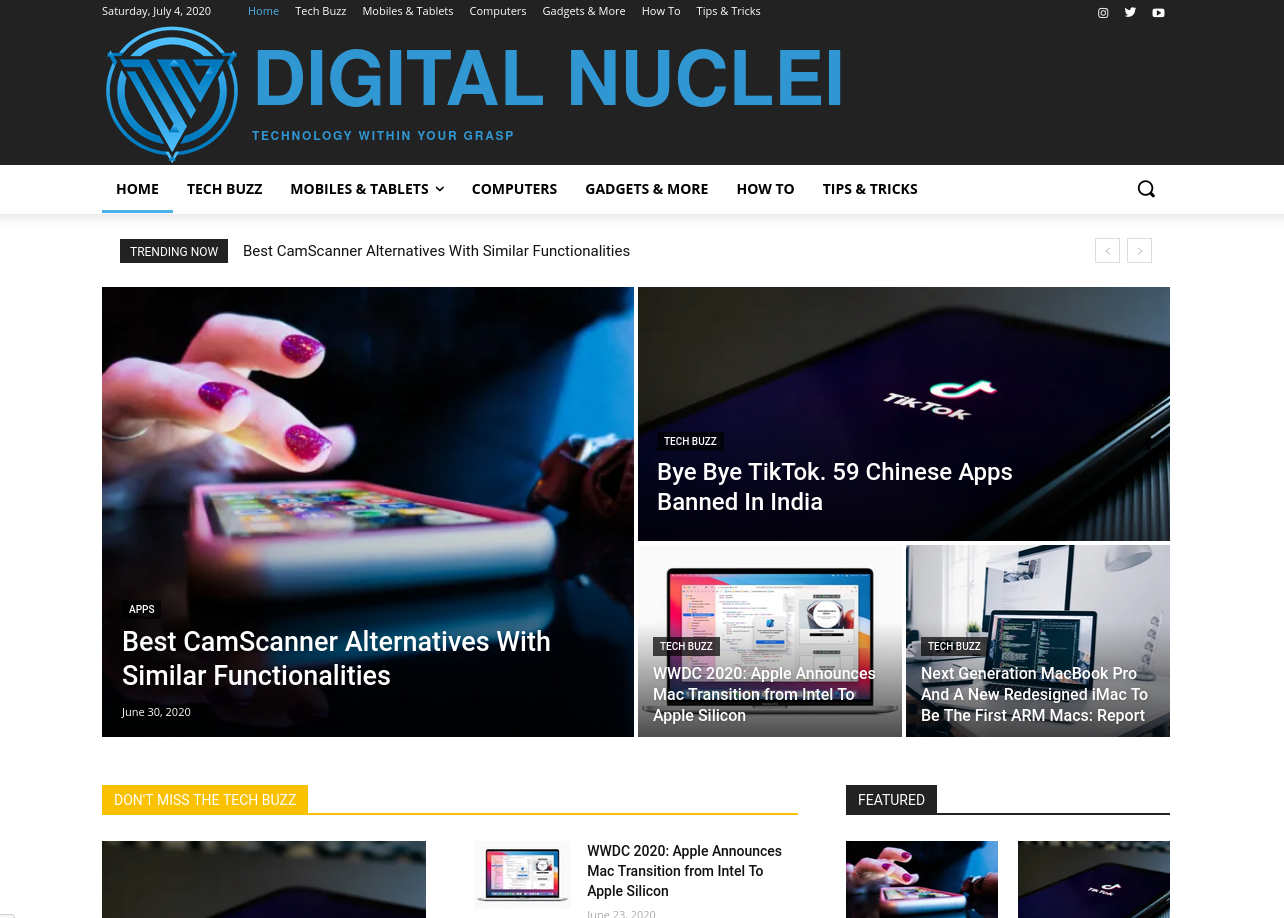 Saturday, July 4, 2020
Home Tech Buzz Mobiles & Tablets Computers Gadgets & More How To Tips & Tricks
DIGITAL NUCLEI
TECHNOLOGY WITHIN YOUR GRASP
HOME TECH BUZZ MOBILES & TABLETS COMPUTERS GADGETS & MORE HOW TO TIPS & TRICKS
TRENDING NOW Best CamScanner Alternatives With Similar Functionalities
APPS
Best CamScanner Alternatives With
Similar Functionalities
June 30, 2020
TikTok
TECH BUZZ
Bye Bye TikTok. 59 Chinese Apps
Banned In India
TECH BUZZ
WWDC 2020: Apple Announces
Mac Transition from Intel To
Apple Silicon
TECH BUZZ
Next Generation MacBook Pro
And A New Redesigned iMac To
Be The First ARM Macs: Report
DON'T MISS THE TECH BUZZ
WWDC 2020: Apple Announces
Mac Transition from Intel To
Apple Silicon
June 23, 2020
FEATURED
TikTok